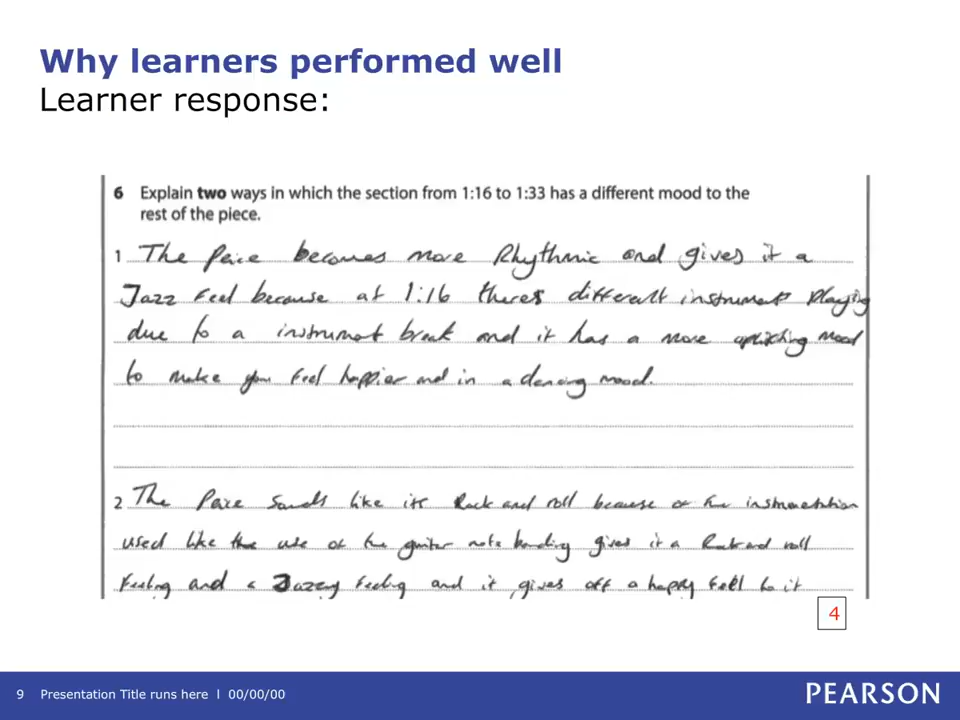 Why learners performed well
Learner response:
6 Explain two ways in which the section from 1:16 to 1:33 has a different mood to the
rest of the piece.
1 The Peice becomes more Rhythmic and gives it a
Jazz Feel because at 1:16 theres different instrument Playing
due to a instrument break and it has a more mood
to make you feel happier and in a dancing mood.
2 The Peice Sounds like its Rock and roll because of the instrumentation
used like the use of the guitar note bending gives it a Rock and roll
Feeling and a Jazzy feeling and it gives off a happy feel to it
4
9 Presentation Title runs here l 00/00/00
PEARSON